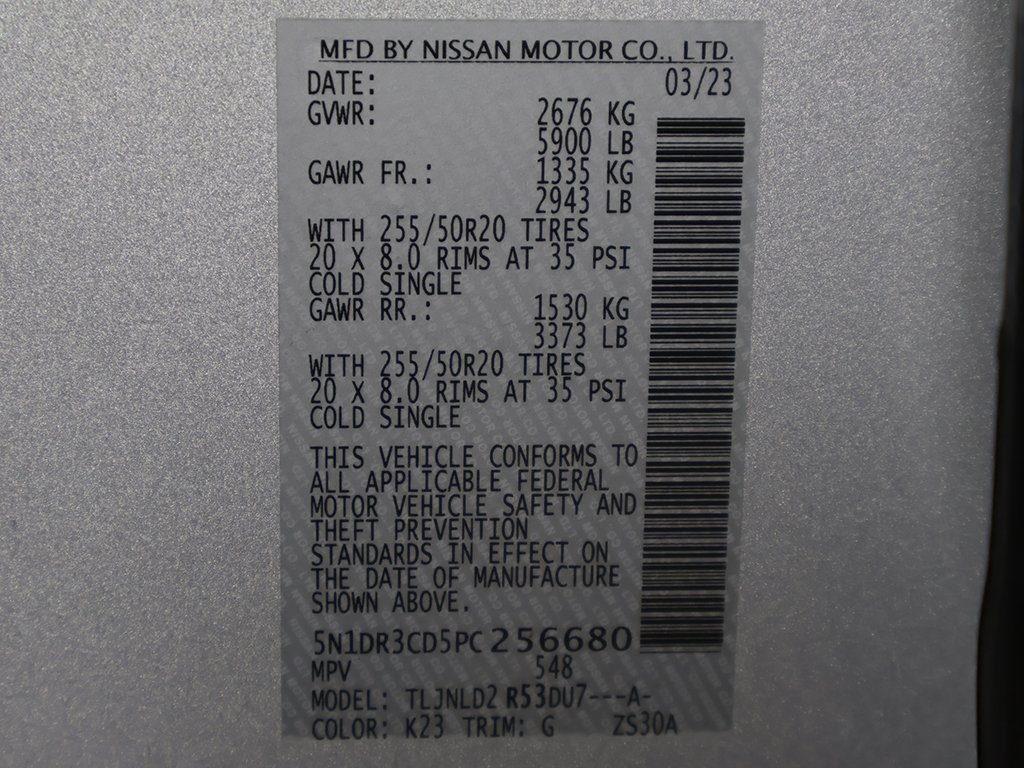 MFD BY NISSAN MOTOR CO., LTD.
DATE: 03/23
GVWR: 2676 KG
5900 LB
GAWR FR.: 1335 KG
2943 LB
WITH 255/50R20 TIRES
20 X 8.0 RIMS AT 35 PSI
COLD SINGLE
GAWR RR.: 1530 KG
3373 LB
WITH 255/50R20 TIRES
20 X 8.0 RIMS AT 35 PSI
COLD SINGLE
THIS VEHICLE CONFORMS TO
ALL APPLICABLE FEDERAL
MOTOR VEHICLE SAFETY AND
THEFT PREVENTION
STANDARDS IN EFFECT ON
THE DATE OF MANUFACTURE
SHOWN ABOVE.
5N1DR3CD5PC256680
MPV 548
MODEL: TLJNLD2 R53DU7---A-
COLOR: K23 TRIM: G ZS30A